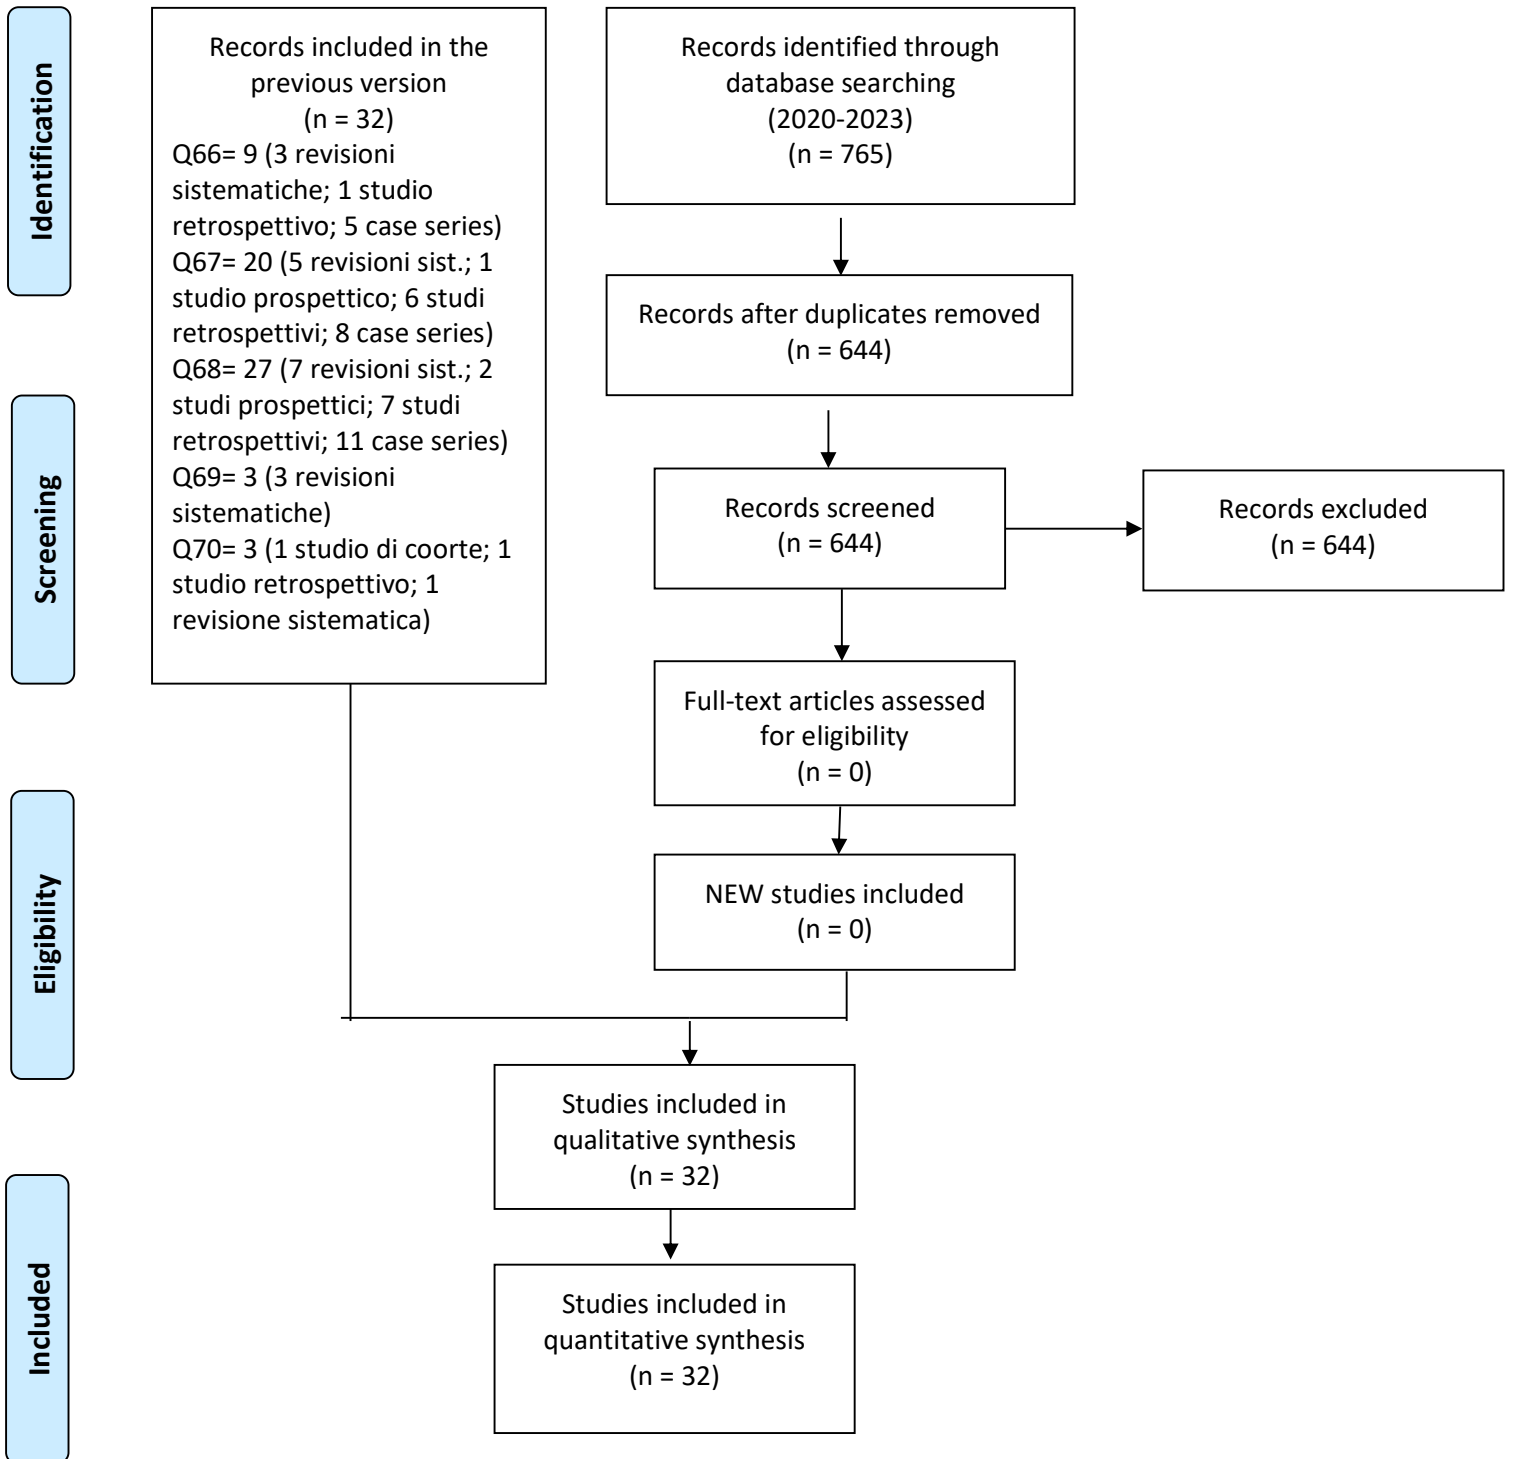 Identification
Records included in the
previous version
(n = 32)
Q66= 9 (3 revisioni
sistematiche; 1 studio
retrospettivo; 5 case series)
Q67= 20 (5 revisioni sist.; 1
studio prospettico; 6 studi
retrospettivi; 8 case series)
Q68= 27 (7 revisioni sist.; 2
studi prospettici; 7 studi
retrospettivi; 11 case series)
Q69= 3 (3 revisioni
sistematiche)
Q70= 3 (1 studio di coorte; 1
studio retrospettivo; 1
revisione sistematica)
Records identified through
database searching
(2020-2023)
(n = 765)
Records after duplicates removed
(n = 644)
Screening
Records screened
(n = 644)
Records excluded
(n = 644)
Full-text articles assessed
for eligibility
(n = 0)
Eligibility
NEW studies included
(n = 0)
Studies included in
qualitative synthesis
(n = 32)
Included
Studies included in
quantitative synthesis
(n = 32)